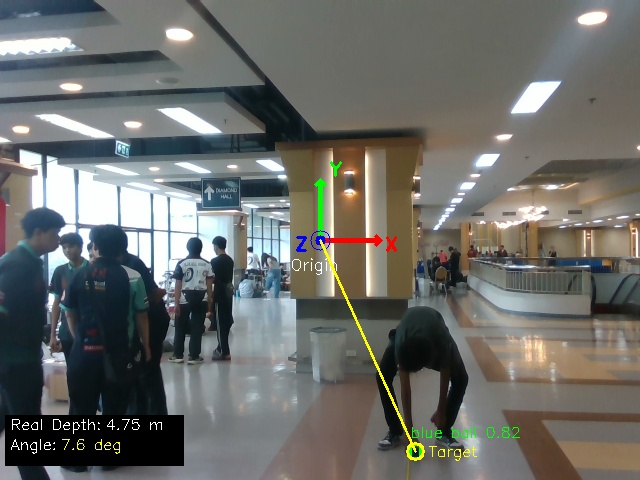 DIAMOND
HALL
Y
Z
X
Origin
blue ball 0.82
Target
Real Depth: 4.75 m
Angle: 7.6 deg